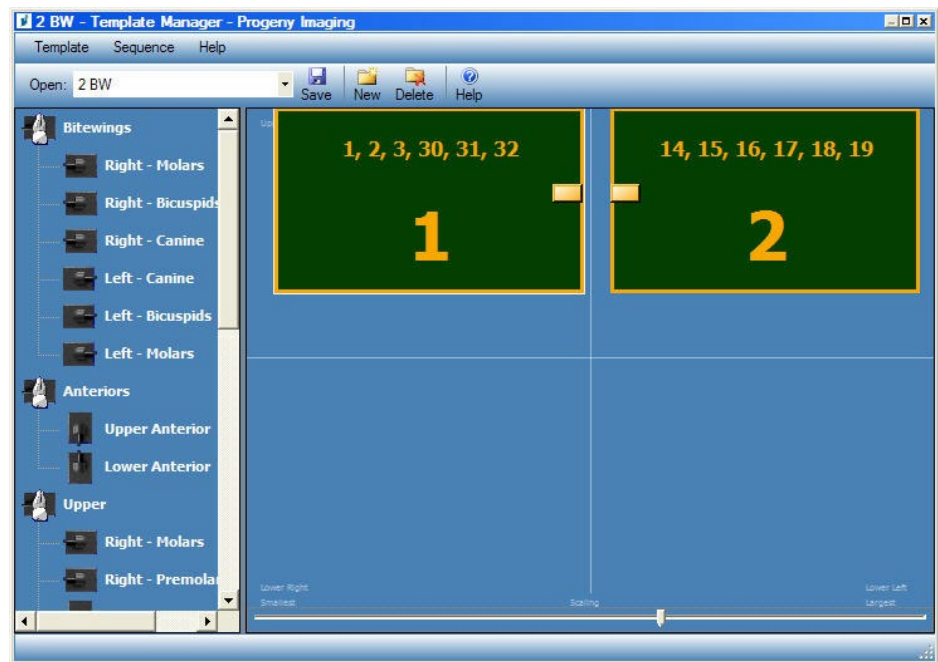 2 BW - Template Manager - Progeny Imaging
Template Sequence Help
Open: 2 BW
Save New Delete Help
Bitewings
Right - Molars
Right - Bicuspids
Right - Canine
Left - Canine
Left - Bicuspids
Left - Molars
Anteriors
Upper Anterior
Lower Anterior
Upper
Right - Molars
Right - Premolar
Up
1, 2, 3, 30, 31, 32
1
14, 15, 16, 17, 18, 19
2
Lower Right Lower Left
Smallest Scaling Largest